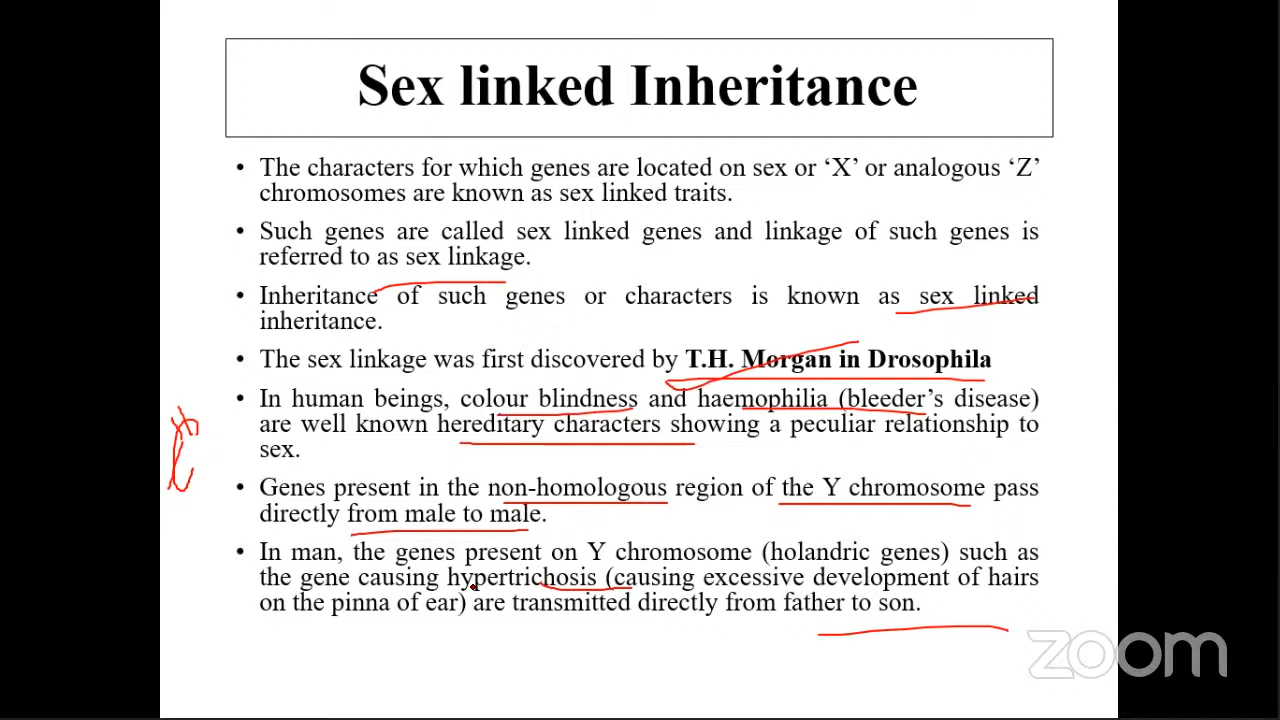 Sex linked Inheritance
• The characters for which genes are located on sex or ‘X’ or analogous ‘Z’
chromosomes are known as sex linked traits.
• Such genes are called sex linked genes and linkage of such genes is
referred to as sex linkage.
• Inheritance of such genes or characters is known as sex linked
inheritance.
• The sex linkage was first discovered by T.H. Morgan in Drosophila
• In human beings, colour blindness and haemophilia (bleeder’s disease)
are well known hereditary characters showing a peculiar relationship to
sex.
• Genes present in the non-homologous region of the Y chromosome pass
directly from male to male.
• In man, the genes present on Y chromosome (holandric genes) such as
the gene causing hypertrichosis (causing excessive development of hairs
on the pinna of ear) are transmitted directly from father to son.
zoom